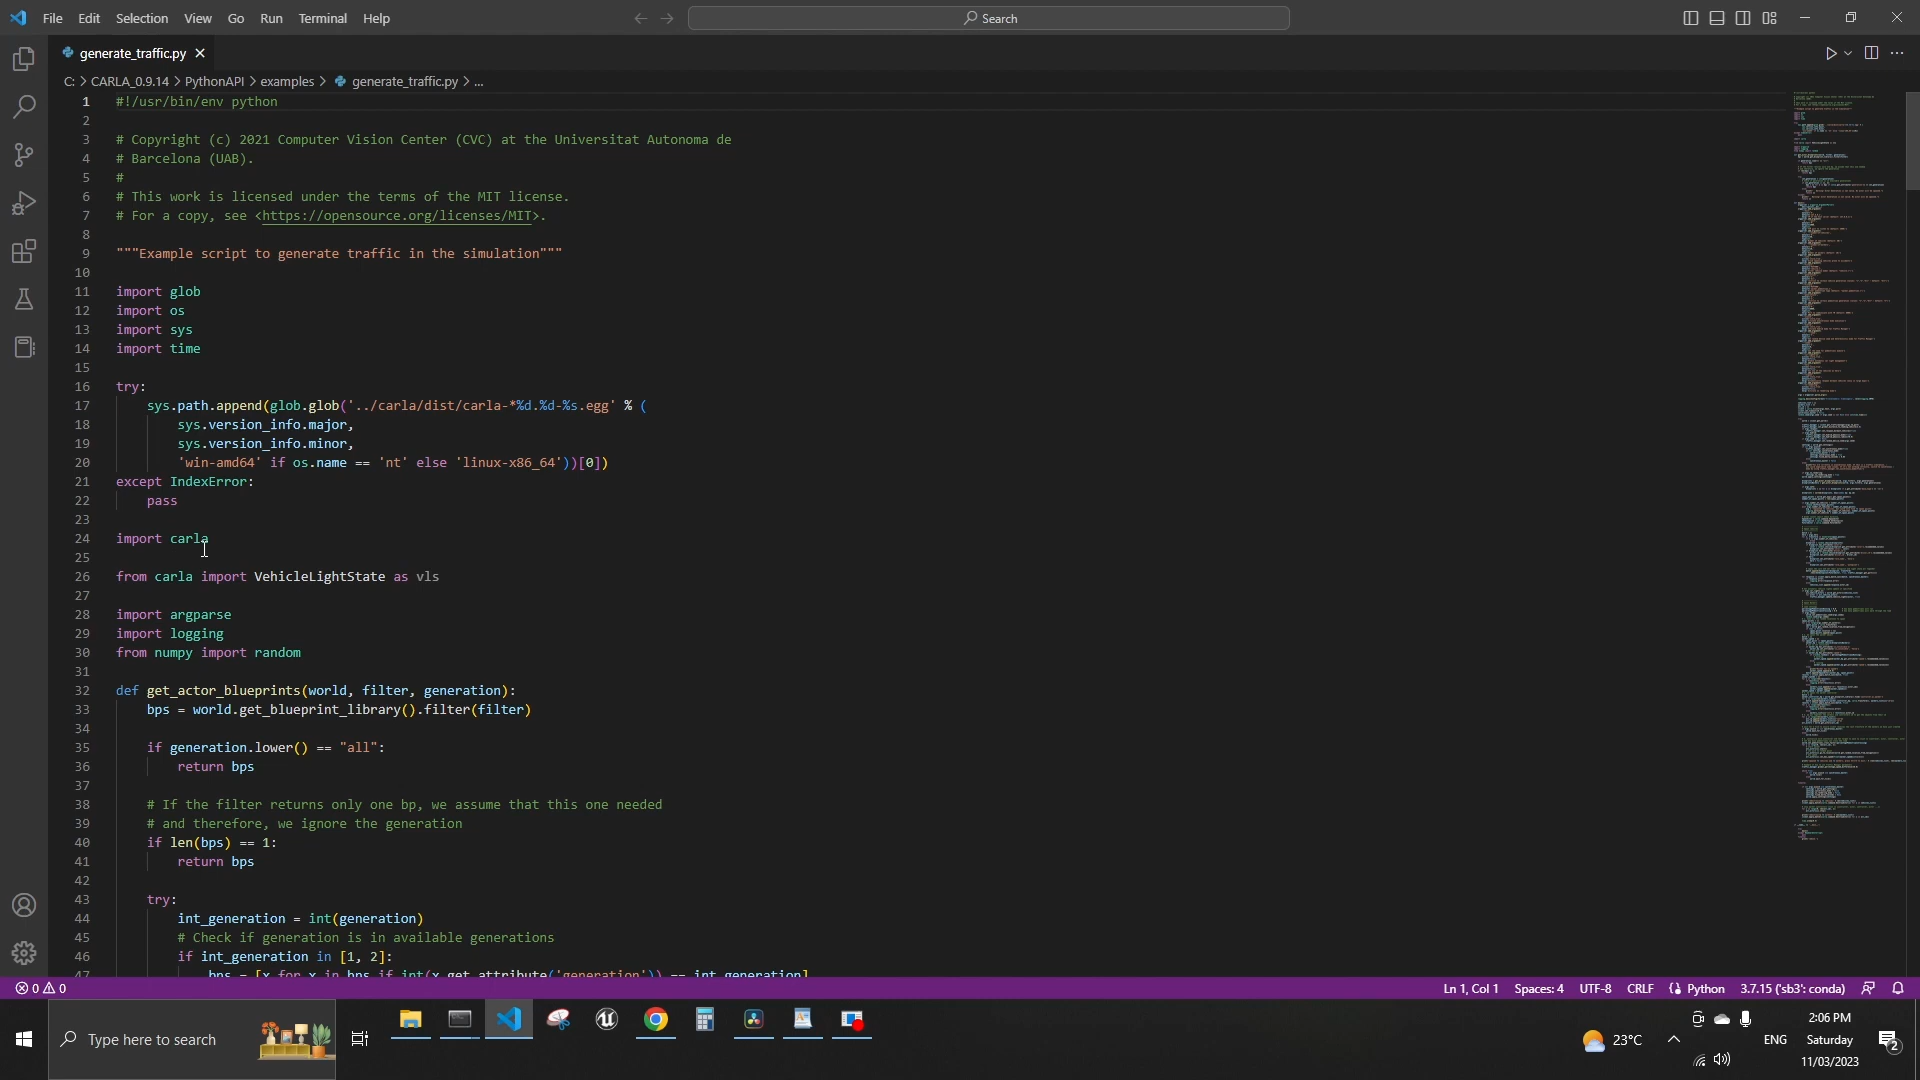 File Edit Selection View Go Run Terminal Help
Search
generate_traffic.py
C: > CARLA_0.9.14 > PythonAPI > examples > generate_traffic.py > ...
1 #!/usr/bin/env python
2
3 # Copyright (c) 2021 Computer Vision Center (CVC) at the Universitat Autonoma de
4 # Barcelona (UAB).
5 #
6 # This work is licensed under the terms of the MIT license.
7 # For a copy, see <https://opensource.org/licenses/MIT>.
8
9 """Example script to generate traffic in the simulation"""
10
11 import glob
12 import os
13 import sys
14 import time
15
16 try:
17     sys.path.append(glob.glob('../carla/dist/carla-*%d.%d-%s.egg' % (
18         sys.version_info.major,
19         sys.version_info.minor,
20         'win-amd64' if os.name == 'nt' else 'linux-x86_64'))[0])
21 except IndexError:
22     pass
23
24 import carla
25
26 from carla import VehicleLightState as vls
27
28 import argparse
29 import logging
30 from numpy import random
31
32 def get_actor_blueprints(world, filter, generation):
33     bps = world.get_blueprint_library().filter(filter)
34
35     if generation.lower() == "all":
36         return bps
37
38     # If the filter returns only one bp, we assume that this one needed
39     # and therefore, we ignore the generation
40     if len(bps) == 1:
41         return bps
42
43     try:
44         int_generation = int(generation)
45         # Check if generation is in available generations
46         if int_generation in [1, 2]:
47             bps = [x for x in bps if int(x.get_attribute('generation')) == int_generation]
0 0
Ln 1, Col 1 Spaces: 4 UTF-8 CRLF Python 3.7.15 ('sb3': conda)
Type here to search
23°C
ENG
2:06 PM
Saturday
11/03/2023
2